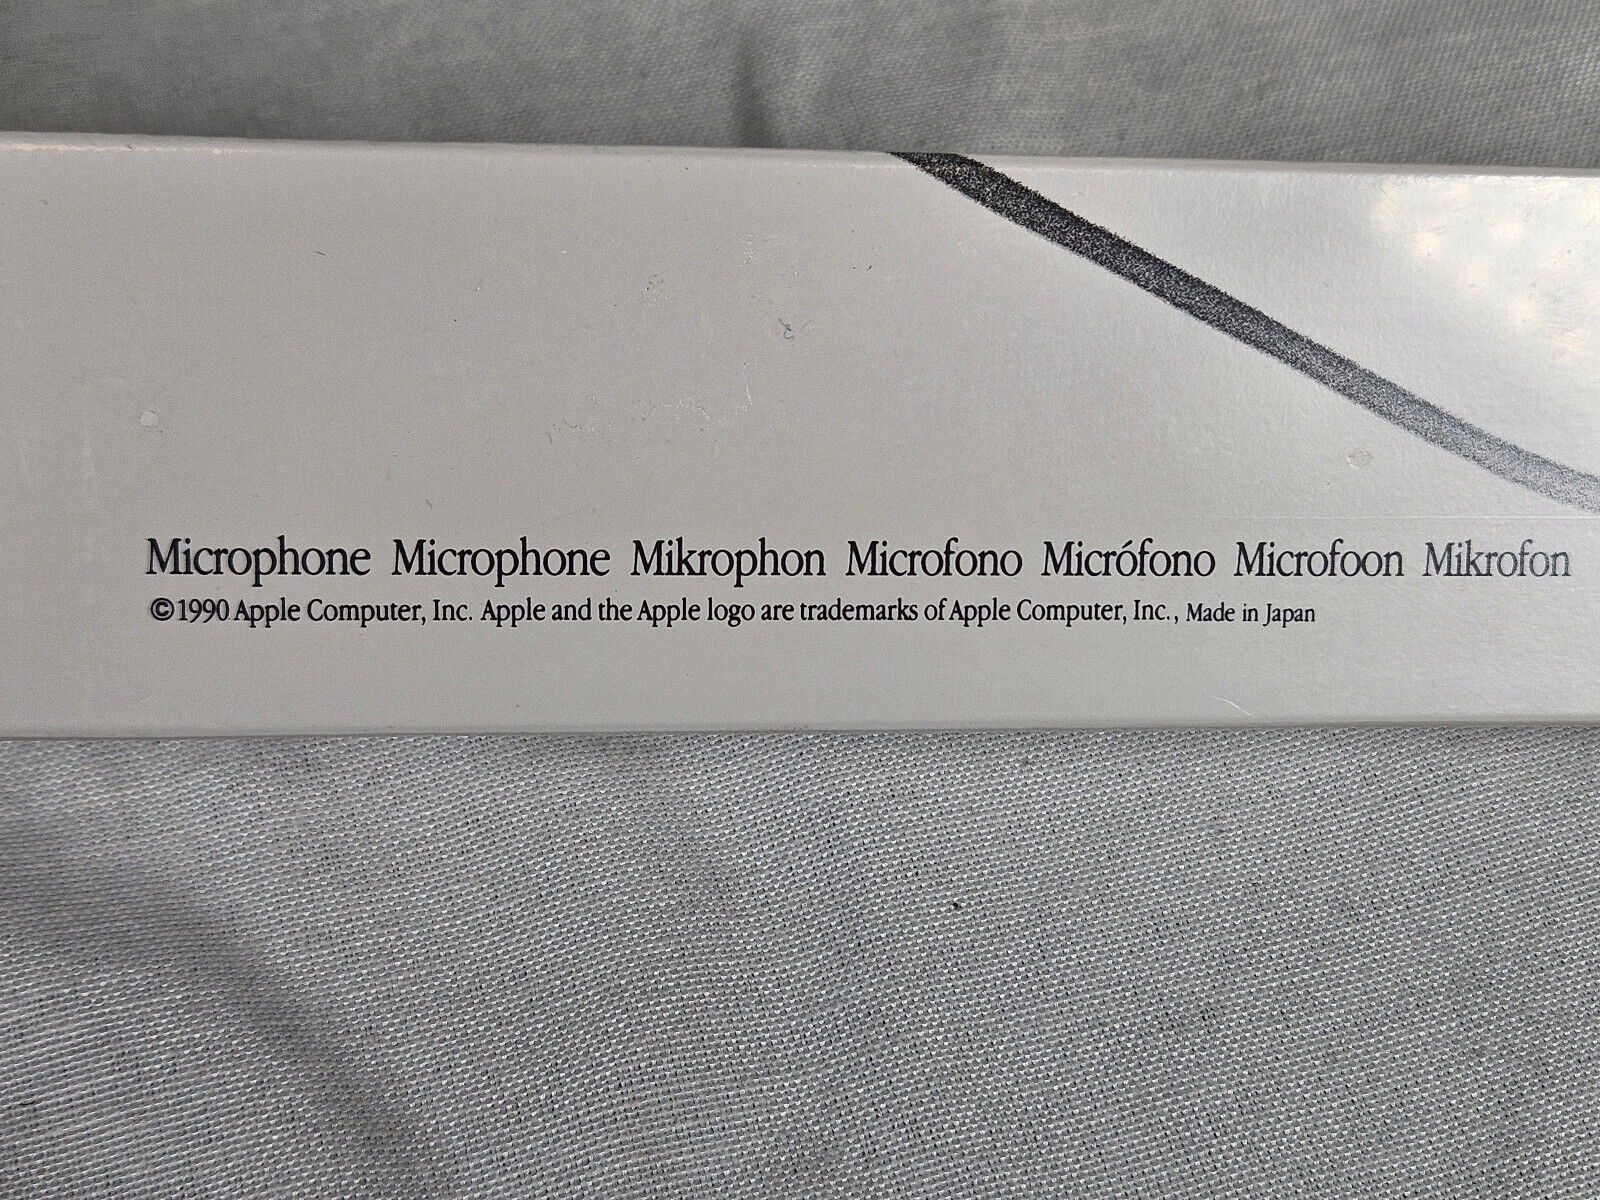 Microphone Microphone Mikrophon Microfono Micrófono Microfoon Mikrofon
©1990 Apple Computer, Inc. Apple and the Apple logo are trademarks of Apple Computer, Inc., Made in Japan